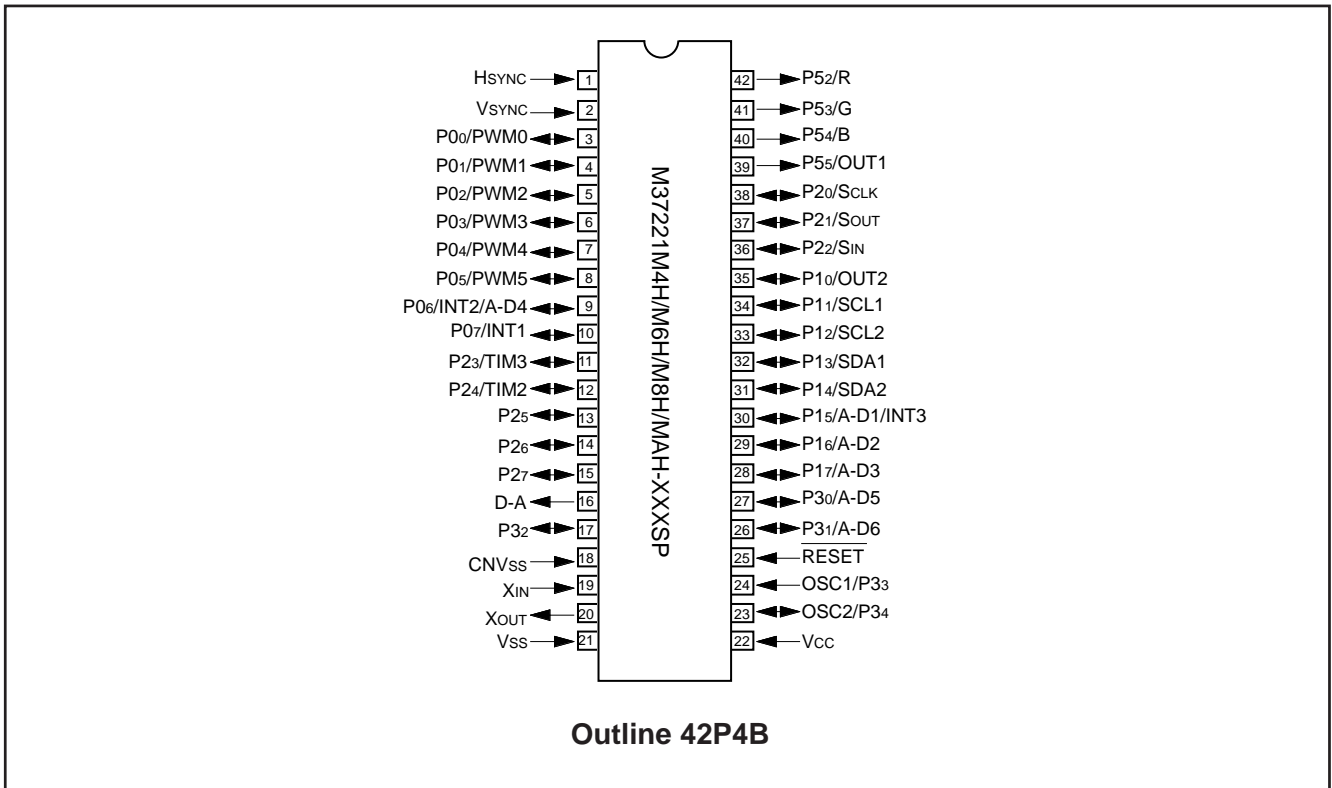 HSYNC 1 42 P52/R
VSYNC 2 41 P53/G
P00/PWM0 3 40 P54/B
P01/PWM1 4 39 P55/OUT1
P02/PWM2 5 38 P20/SCLK
P03/PWM3 6 37 P21/SOUT
P04/PWM4 7 36 P22/SIN
P05/PWM5 8 35 P10/OUT2
P06/INT2/A-D4 9 34 P11/SCL1
P07/INT1 10 33 P12/SCL2
P23/TIM3 11 32 P13/SDA1
P24/TIM2 12 31 P14/SDA2
P25 13 30 P15/A-D1/INT3
P26 14 29 P16/A-D2
P27 15 28 P17/A-D3
D-A 16 27 P30/A-D5
P32 17 26 P31/A-D6
CNVSS 18 25 RESET
XIN 19 24 OSC1/P33
XOUT 20 23 OSC2/P34
VSS 21 22 VCC
M37221M4H/M6H/M8H/MAH-XXXSP
Outline 42P4B